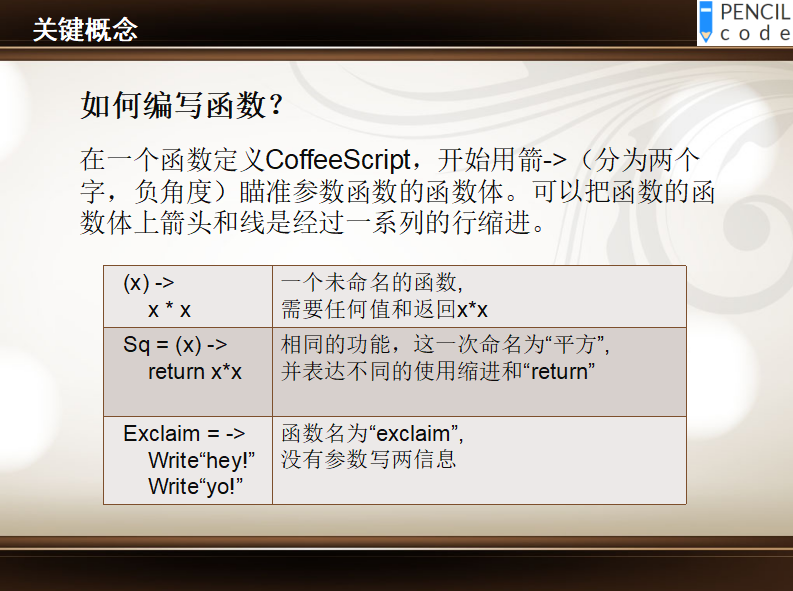 关键概念
PENCIL
code
如何编写函数？
在一个函数定义CoffeeScript，开始用箭->（分为两个
字，负角度）瞄准参数函数的函数体。可以把函数的函
数体上箭头和线是经过一系列的行缩进。
(x) ->
x * x
一个未命名的函数,
需要任何值和返回x*x
Sq = (x) ->
return x*x
相同的功能，这一次命名为“平方”,
并表达不同的使用缩进和“return”
Exclaim = ->
Write“hey!”
Write“yo!”
函数名为“exclaim”,
没有参数写两信息